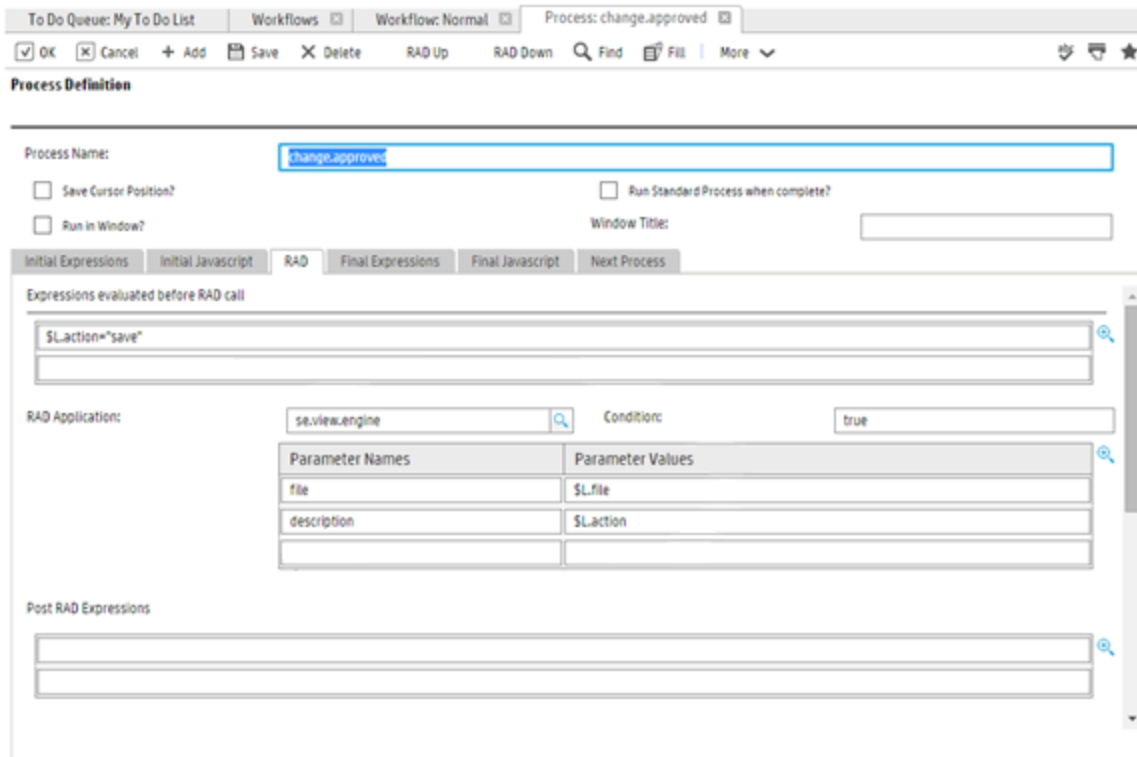 To Do Queue: My To Do List Workflows Workflow: Normal Process: change.approved
OK Cancel Add Save Delete RAD Up RAD Down Find Fill More
Process Definition
Process Name: change.approved
Save Cursor Position? Run Standard Process when complete?
Run in Window? Window Title:
Initial Expressions Initial Javascript RAD Final Expressions Final Javascript Next Process
Expressions evaluated before RAD call
$L.action="save"
RAD Application: se.view.engine Condition: true
Parameter Names Parameter Values
file $L.file
description $L.action
Post RAD Expressions